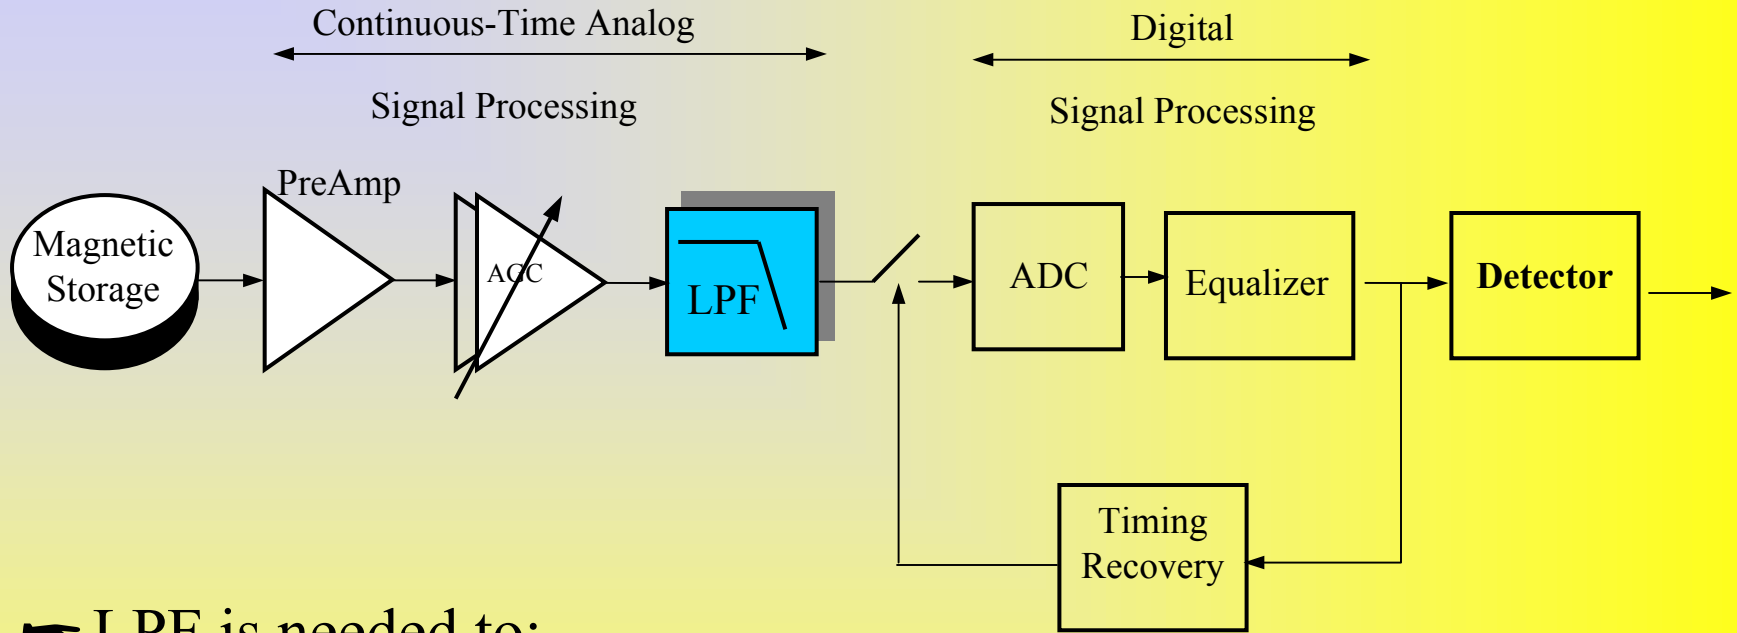 Continuous-Time Analog
Signal Processing
Digital
Signal Processing
PreAmp
Magnetic
Storage
AGC
LPF
ADC
Equalizer
Detector
Timing
Recovery
LPF is needed to: